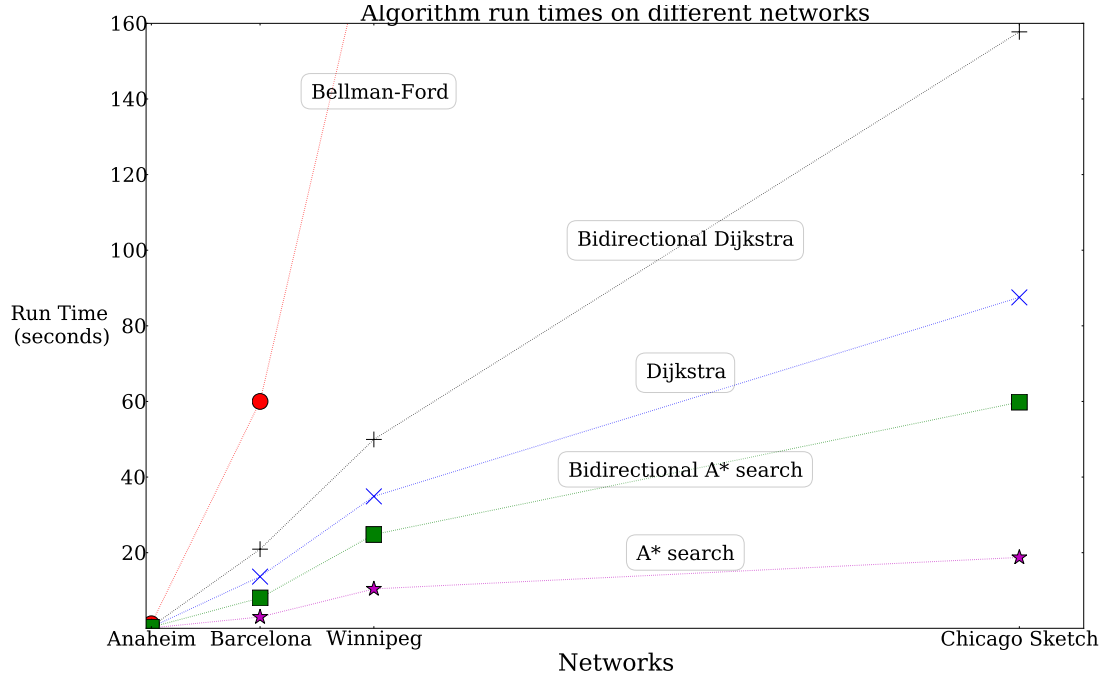 Algorithm run times on different networks
160
Bellman-Ford
140
120
Bidirectional Dijkstra
100
Run Time
(seconds)
80
Dijkstra
60
Bidirectional A* search
40
A* search
20
Anaheim Barcelona Winnipeg Chicago Sketch
Networks